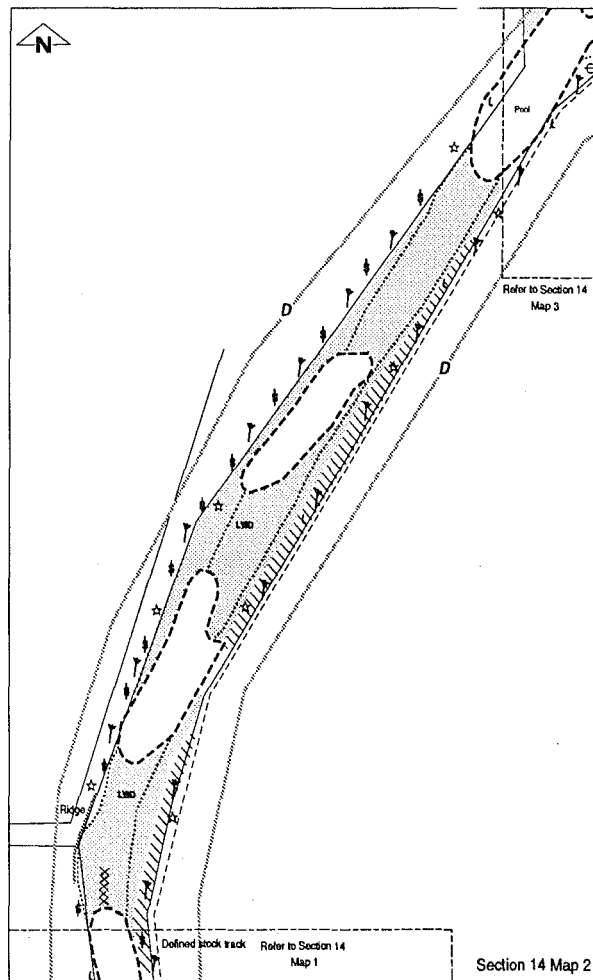 N
Pool
Refer to Section 14
Map 3
D
D
LWD
LWD
Ridge
Defined stock track
Refer to Section 14
Map 1
Section 14 Map 2